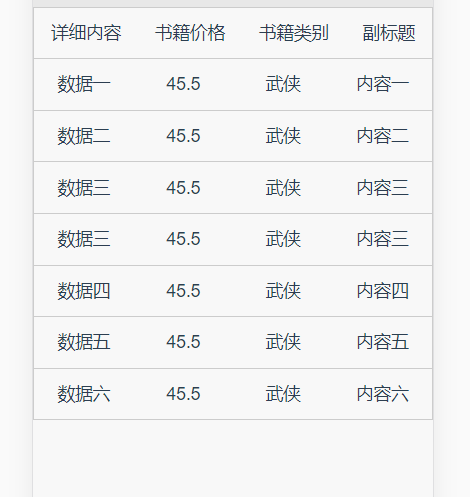 详细内容 书籍价格 书籍类别 副标题
数据一 45.5 武侠 内容一
数据二 45.5 武侠 内容二
数据三 45.5 武侠 内容三
数据三 45.5 武侠 内容三
数据四 45.5 武侠 内容四
数据五 45.5 武侠 内容五
数据六 45.5 武侠 内容六